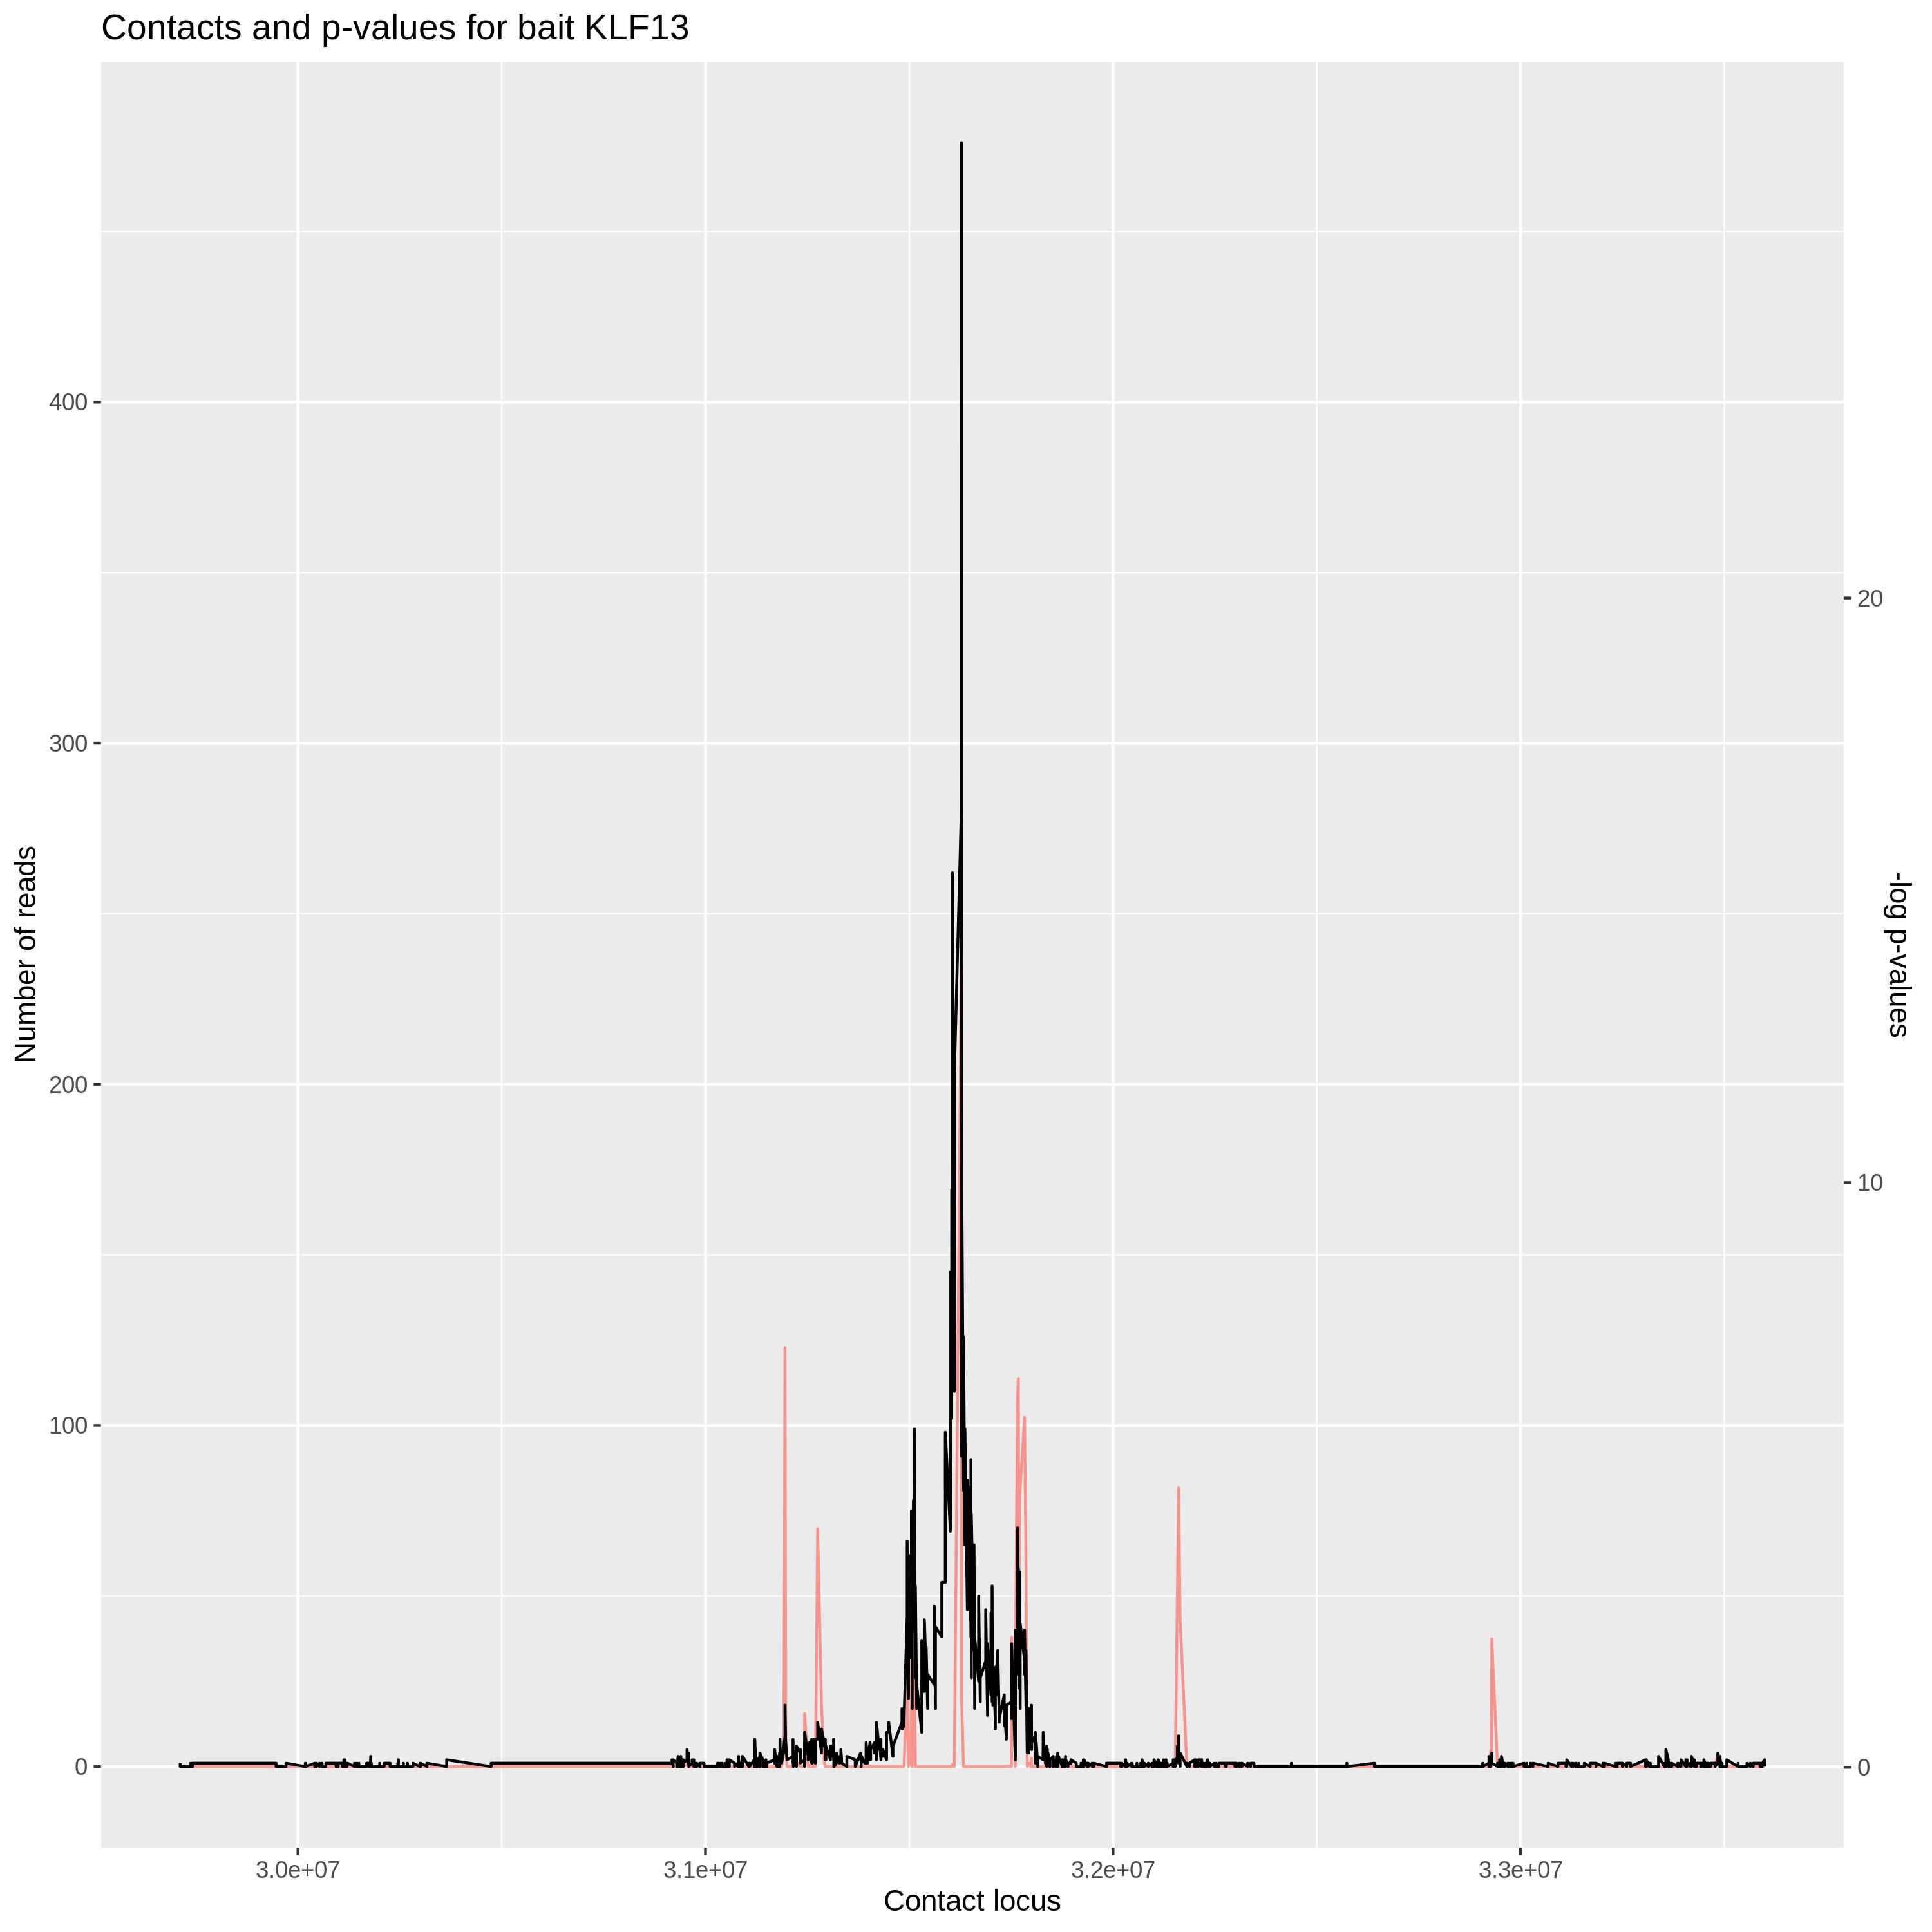 Contacts and p-values for bait KLF13
Number of reads
400
300
200
100
0
20
10
0
-log p-values
3.0e+07
3.1e+07
3.2e+07
3.3e+07
Contact locus